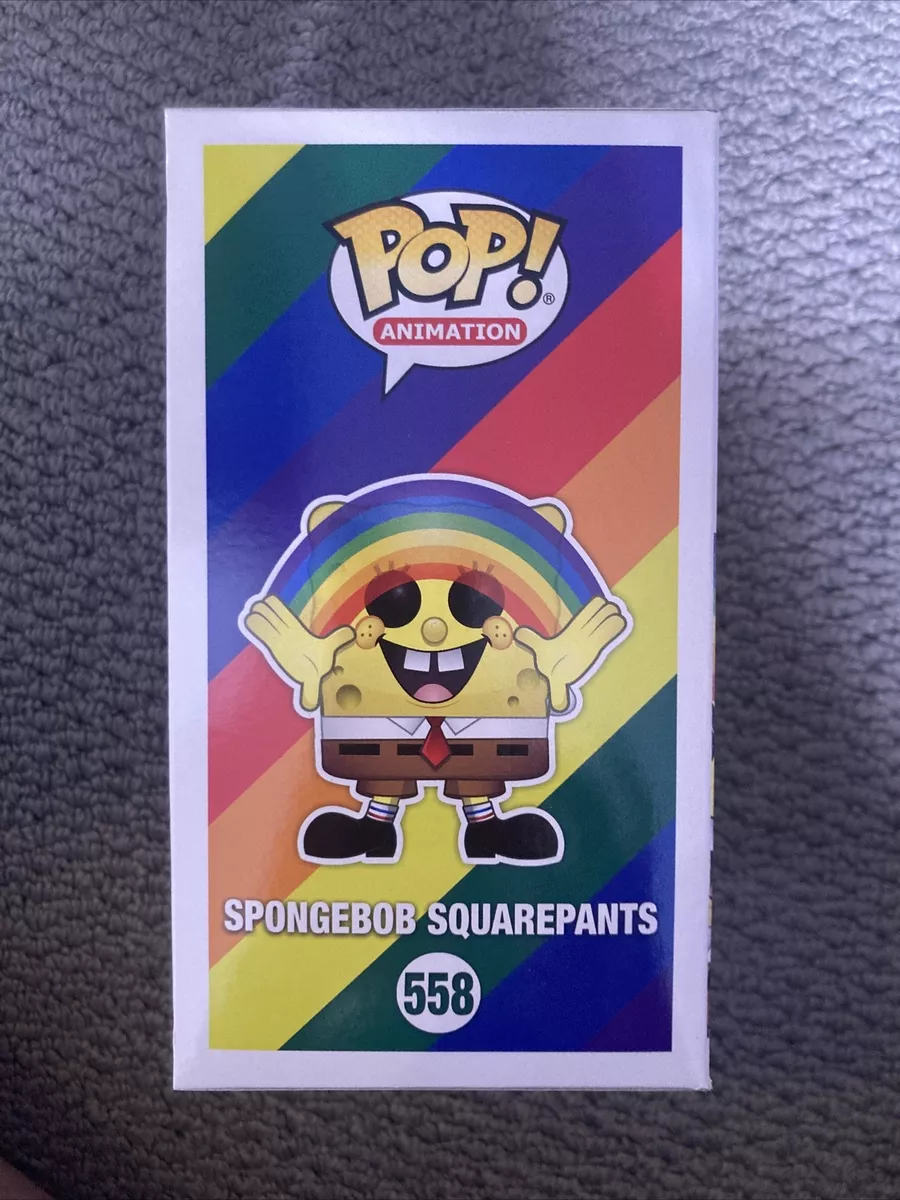 POP!®
ANIMATION
SPONGEBOB SQUAREPANTS
558